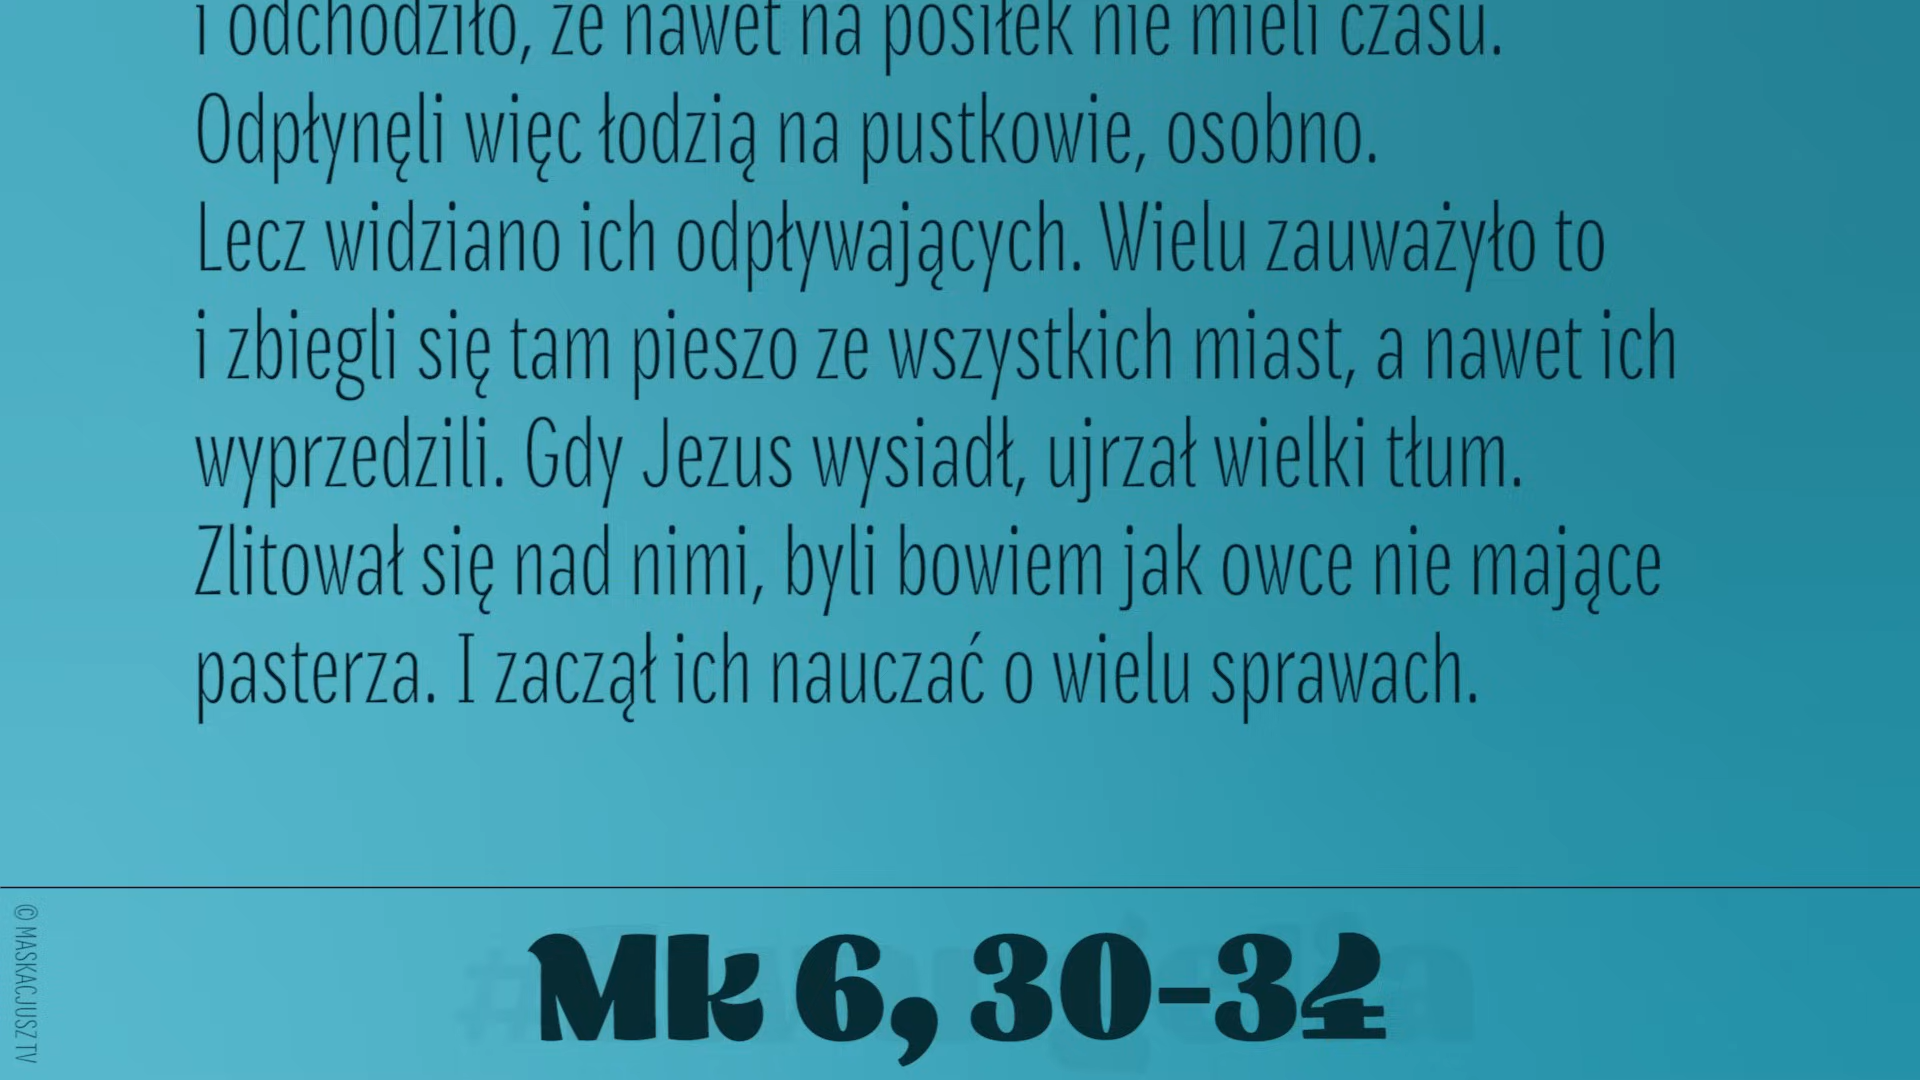 i odchodziło, że nawet na posiłek nie mieli czasu.
Odpłynęli więc łodzią na pustkowie, osobno.
Lecz widziano ich odpływających. Wielu zauważyło to
i zbiegli się tam pieszo ze wszystkich miast, a nawet ich
wyprzedzili. Gdy Jezus wysiadł, ujrzał wielki tłum.
Zlitował się nad nimi, byli bowiem jak owce nie mające
pasterza. I zaczął ich nauczać o wielu sprawach.
© MASKACJUSZ TV
Mk 6, 30-34